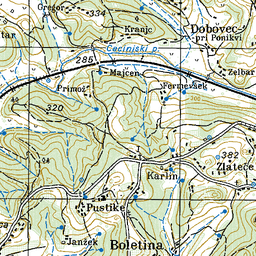 Gregor
334
Kranjc
Dobovec
pri Ponikvi
tar
Cecinjski p.
285
Majcen
Zelbar
Primož
Fermevšek
320
382
Zlateče
Karlin
Pustike
Janžek
Boletina